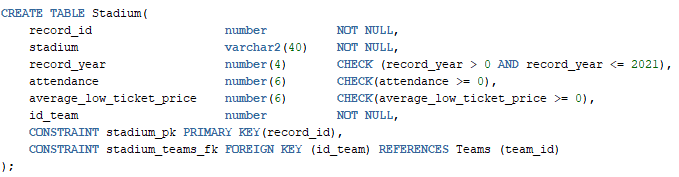 CREATE TABLE Stadium(
    record_id                   number          NOT NULL,
    stadium                     varchar2(40)    NOT NULL,
    record_year                 number(4)       CHECK (record_year > 0 AND record_year <= 2021),
    attendance                  number(6)       CHECK(attendance >= 0),
    average_low_ticket_price    number(6)       CHECK(average_low_ticket_price >= 0),
    id_team                     number          NOT NULL,
    CONSTRAINT stadium_pk PRIMARY KEY(record_id),
    CONSTRAINT stadium_teams_fk FOREIGN KEY (id_team) REFERENCES Teams (team_id)
);